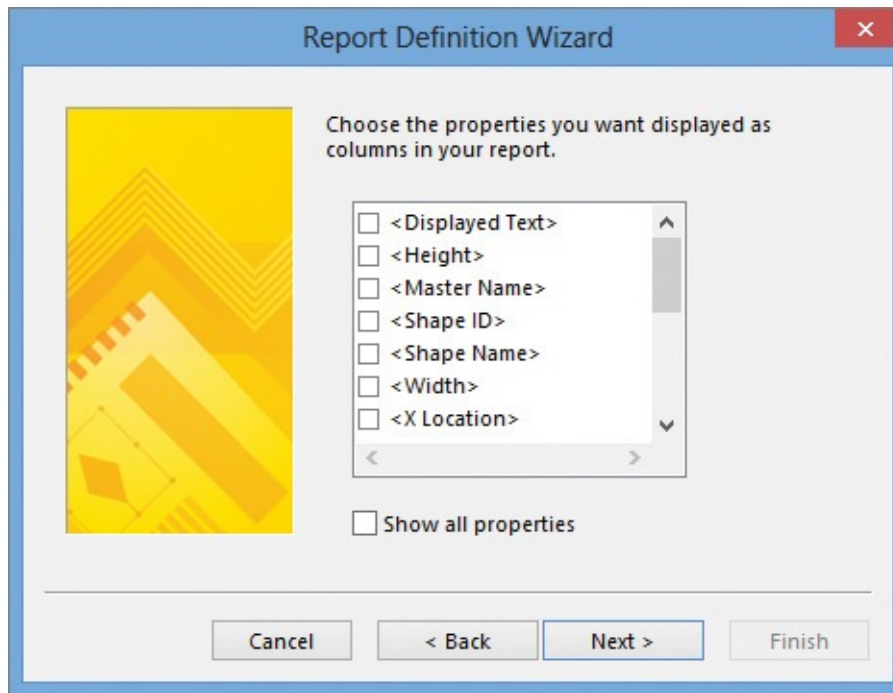 Report Definition Wizard
Choose the properties you want displayed as
columns in your report.
<Displayed Text>
<Height>
<Master Name>
<Shape ID>
<Shape Name>
<Width>
<X Location>
Show all properties
Cancel
< Back
Next >
Finish